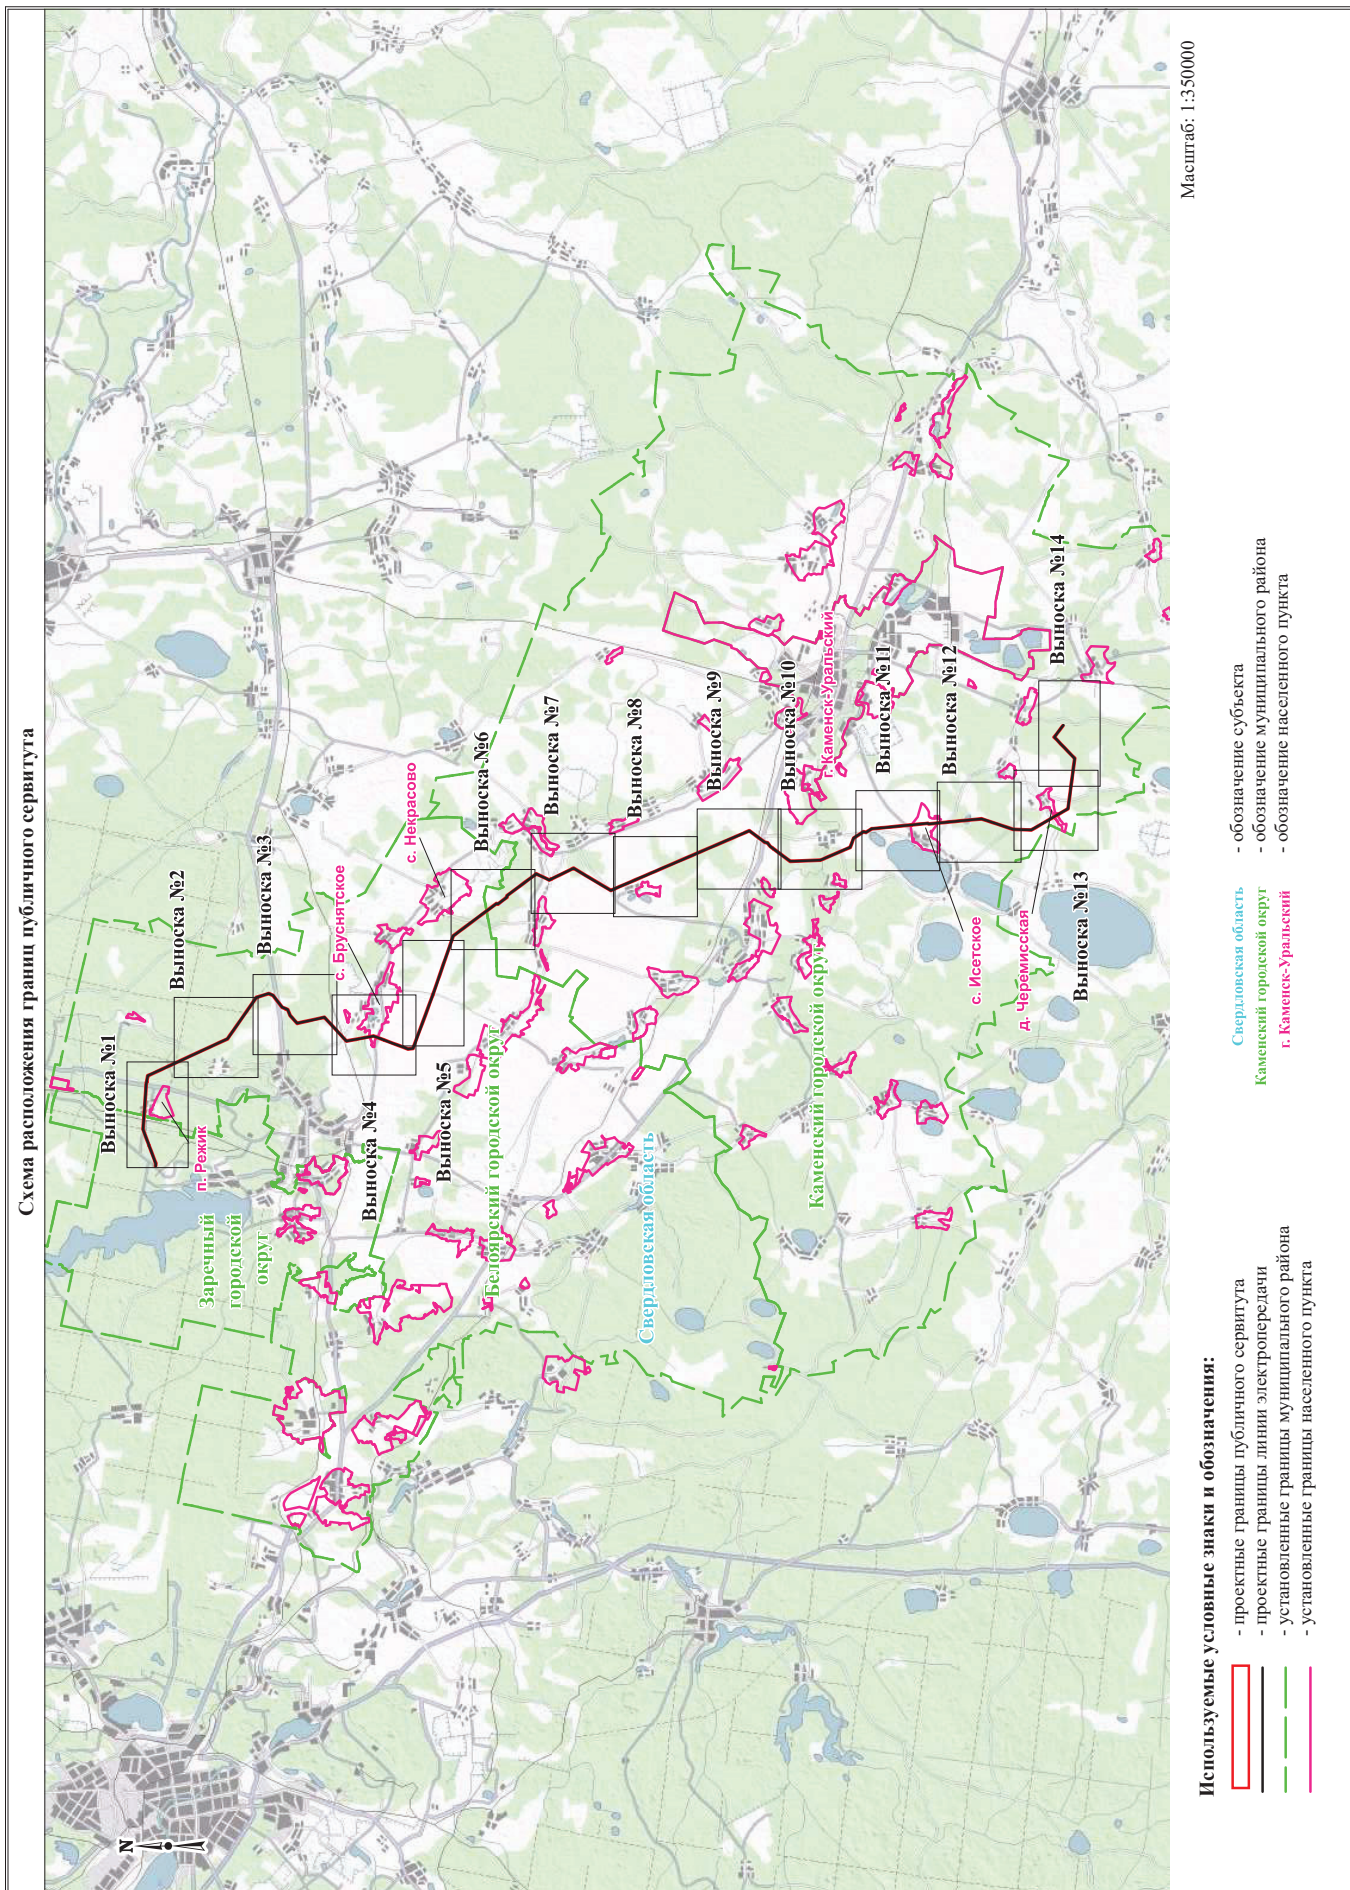 Схема расположения границ публичного сервитута
N
Выноска №1
Выноска №2
Выноска №3
п. Режик
Заречный
городской
округ
с. Бруснятское
с. Некрасово
Выноска №4
Выноска №5
Выноска №6
Белоярский городской округ
Выноска №7
Выноска №8
Свердловская область
Выноска №9
Выноска №10
г. Каменск-Уральский
Каменский городской округ
Выноска №11
Выноска №12
с. Исетское
д. Черемисская
Выноска №13
Выноска №14
Масштаб: 1:350000
Используемые условные знаки и обозначения:
- проектные границы публичного сервитута
- проектные границы линии электропередачи
- установленные границы муниципального района
- установленные границы населенного пункта
Свердловская область - обозначение субъекта
Каменский городской округ - обозначение муниципального района
г. Каменск-Уральский - обозначение населенного пункта